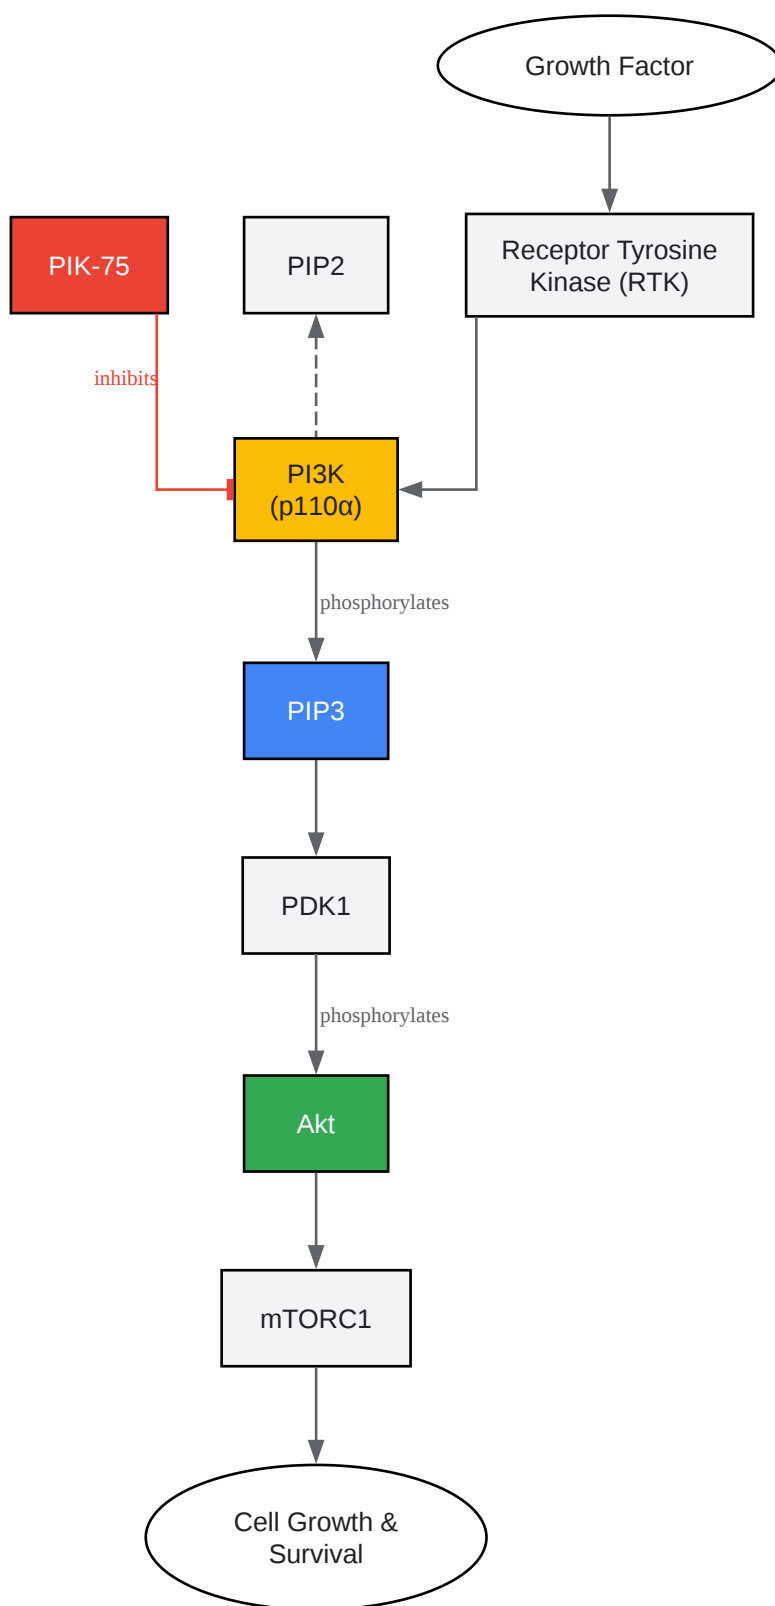 Growth Factor
PIK-75
PIP2
Receptor Tyrosine
Kinase (RTK)
inhibits
PI3K
(p110α)
phosphorylates
PIP3
PDK1
phosphorylates
Akt
mTORC1
Cell Growth &
Survival